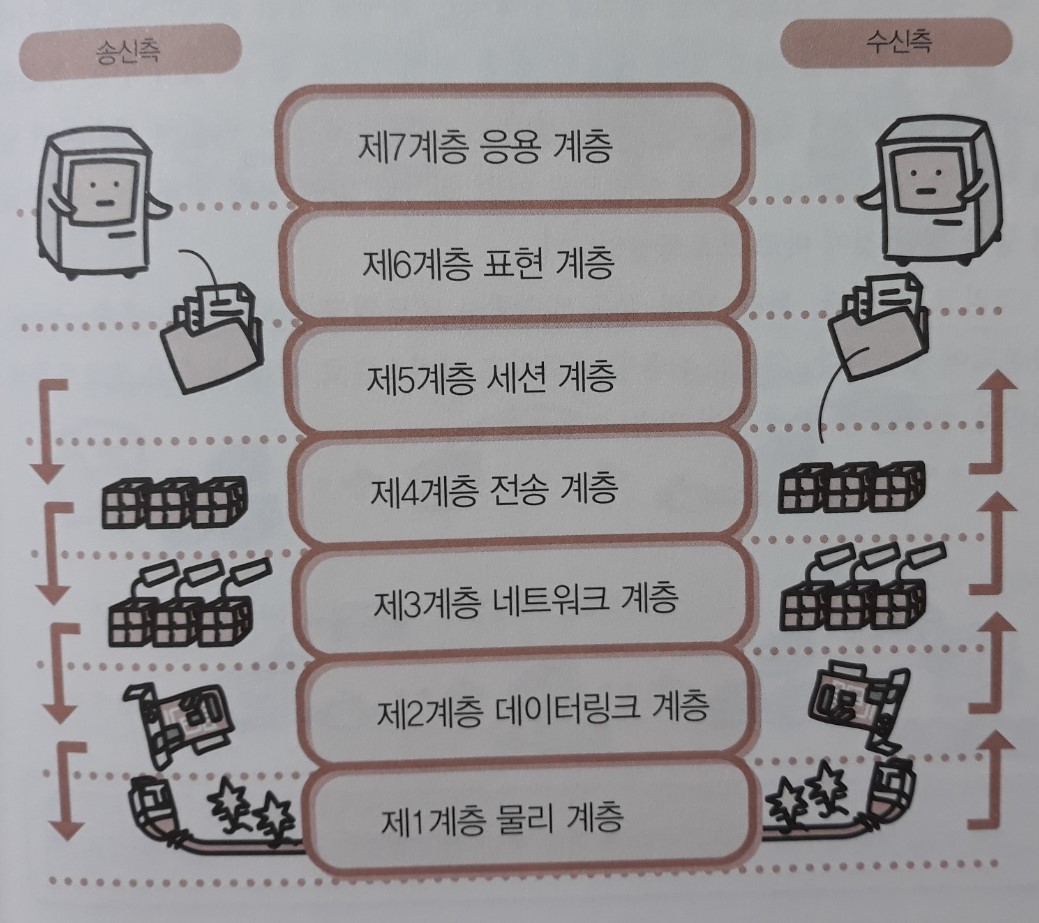 송신측
수신측
제7계층 응용 계층
제6계층 표현 계층
제5계층 세션 계층
제4계층 전송 계층
제3계층 네트워크 계층
제2계층 데이터링크 계층
제1계층 물리 계층